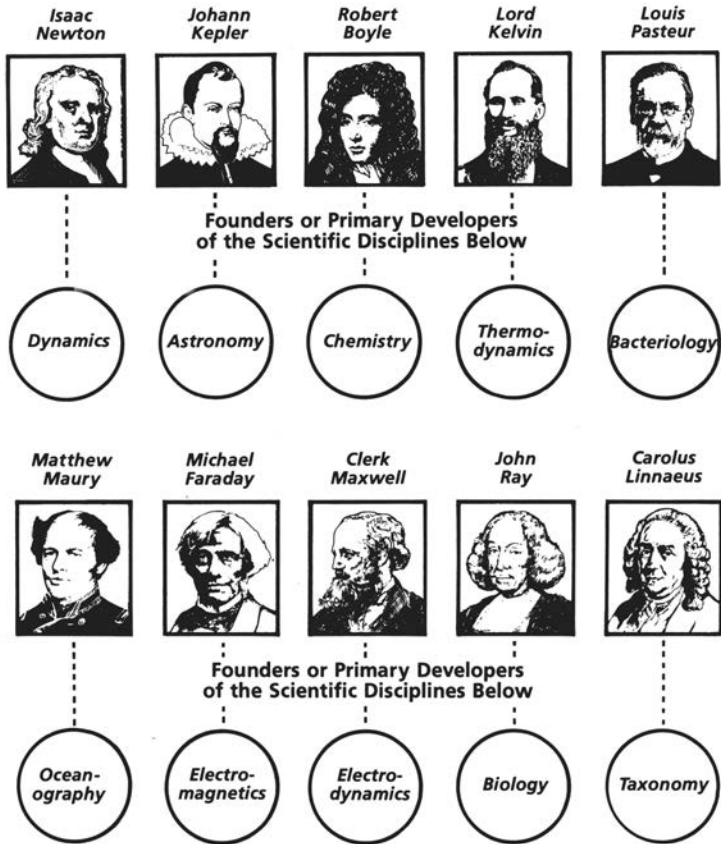 Isaac
Newton
Johann
Kepler
Robert
Boyle
Lord
Kelvin
Louis
Pasteur
Founders or Primary Developers
of the Scientific Disciplines Below
Dynamics
Astronomy
Chemistry
Thermo-
dynamics
Bacteriology
Matthew
Maury
Michael
Faraday
Clerk
Maxwell
John
Ray
Carolus
Linnaeus
Founders or Primary Developers
of the Scientific Disciplines Below
Ocean-
ography
Electro-
magnetics
Electro-
dynamics
Biology
Taxonomy